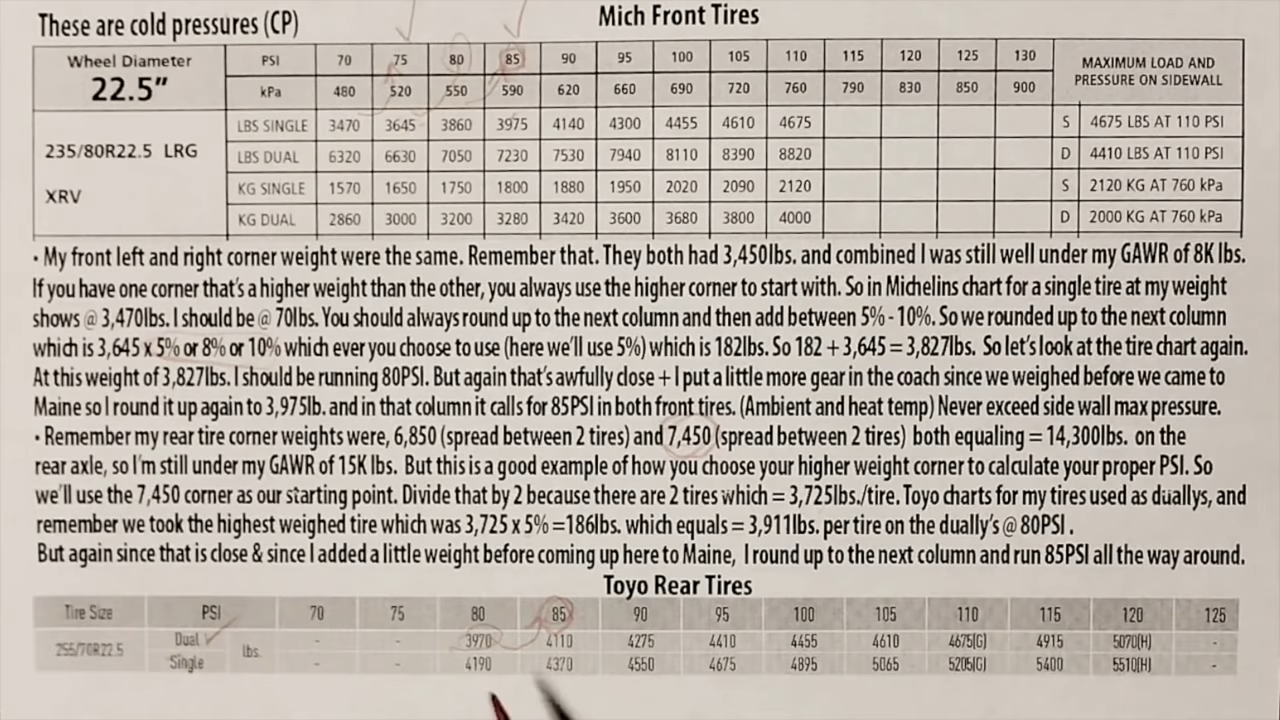 These are cold pressures (CP)
Mich Front Tires
Wheel Diameter 22.5" PSI 70 75 80 85 90 95 100 105 110 115 120 125 130 MAXIMUM LOAD AND PRESSURE ON SIDEWALL
kPa 480 520 550 590 620 660 690 720 760 790 830 850 900
235/80R22.5 LRG XRV LBS SINGLE 3470 3645 3860 3975 4140 4300 4455 4610 4675 S 4675 LBS AT 110 PSI
LBS DUAL 6320 6630 7050 7230 7530 7940 8110 8390 8820 D 4410 LBS AT 110 PSI
KG SINGLE 1570 1650 1750 1800 1880 1950 2020 2090 2120 S 2120 KG AT 760 kPa
KG DUAL 2860 3000 3200 3280 3420 3600 3680 3800 4000 D 2000 KG AT 760 kPa
• My front left and right corner weight were the same. Remember that. They both had 3,450lbs. and combined I was still well under my GAWR of 8K lbs.
If you have one corner that's a higher weight than the other, you always use the higher corner to start with. So in Michelins chart for a single tire at my weight
shows @ 3,470lbs. I should be @ 70lbs. You should always round up to the next column and then add between 5% - 10%. So we rounded up to the next column
which is 3,645 x 5% or 8% or 10% which ever you choose to use (here we'll use 5%) which is 182lbs. So 182 + 3,645 = 3,827lbs. So let's look at the tire chart again.
At this weight of 3,827lbs. I should be running 80PSI. But again that's awfully close + I put a little more gear in the coach since we weighed before we came to
Maine so I round it up again to 3,975lb. and in that column it calls for 85PSI in both front tires. (Ambient and heat temp) Never exceed side wall max pressure.
• Remember my rear tire corner weights were, 6,850 (spread between 2 tires) and 7,450 (spread between 2 tires) both equaling = 14,300lbs. on the
rear axle, so I'm still under my GAWR of 15K lbs. But this is a good example of how you choose your higher weight corner to calculate your proper PSI. So
we'll use the 7,450 corner as our starting point. Divide that by 2 because there are 2 tires which = 3,725lbs./tire. Toyo charts for my tires used as duallys, and
remember we took the highest weighed tire which was 3,725 x 5% =186lbs. which equals = 3,911lbs. per tire on the dually's @ 80PSI .
But again since that is close & since I added a little weight before coming up here to Maine, I round up to the next column and run 85PSI all the way around.
Toyo Rear Tires
Tire Size PSI 70 75 80 85 90 95 100 105 110 115 120 125
255/70R22.5 Dual lbs. - - 3970 4110 4275 4410 4455 4610 4675(G) 4915 5070(H) -
Single - - 4190 4370 4550 4675 4895 5065 5205(G) 5400 5510(H) -